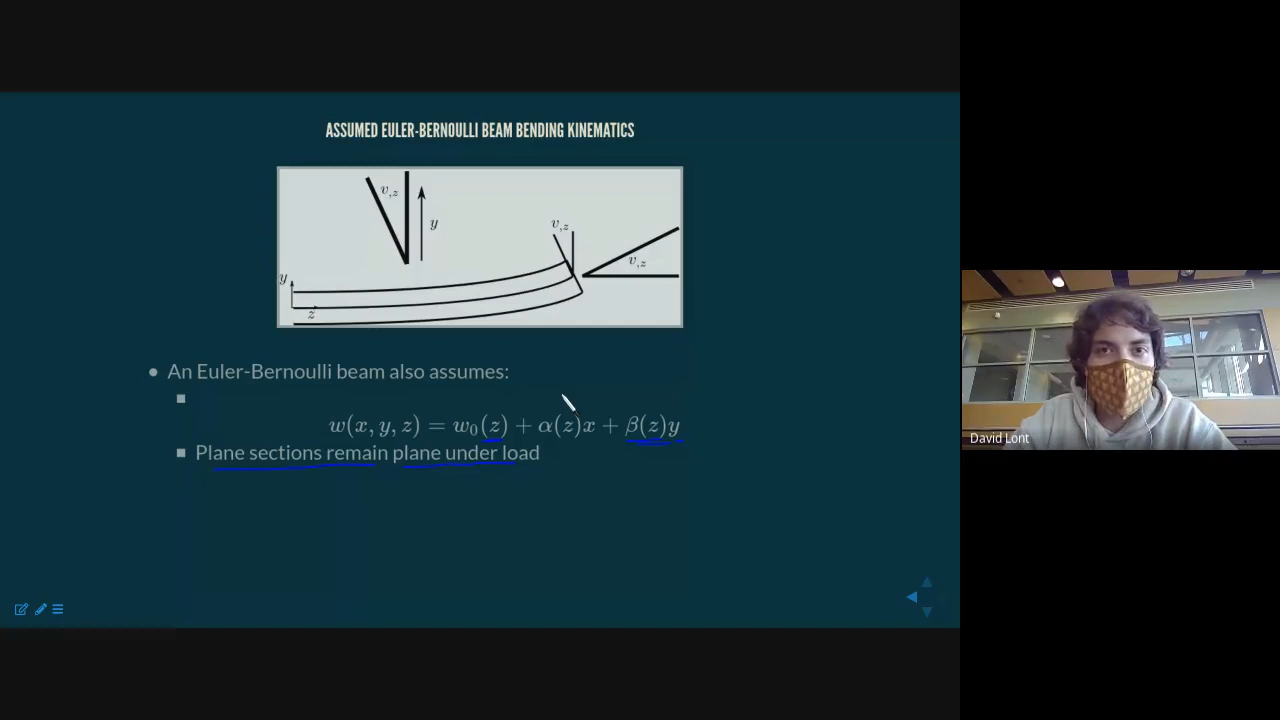 ASSUMED EULER-BERNOULLI BEAM BENDING KINEMATICS
v,z
y
v,z
v,z
y
z
• An Euler-Bernoulli beam also assumes:
w(x, y, z) = w₀(z) + α(z)x + β(z)y
Plane sections remain plane under load
David Lont